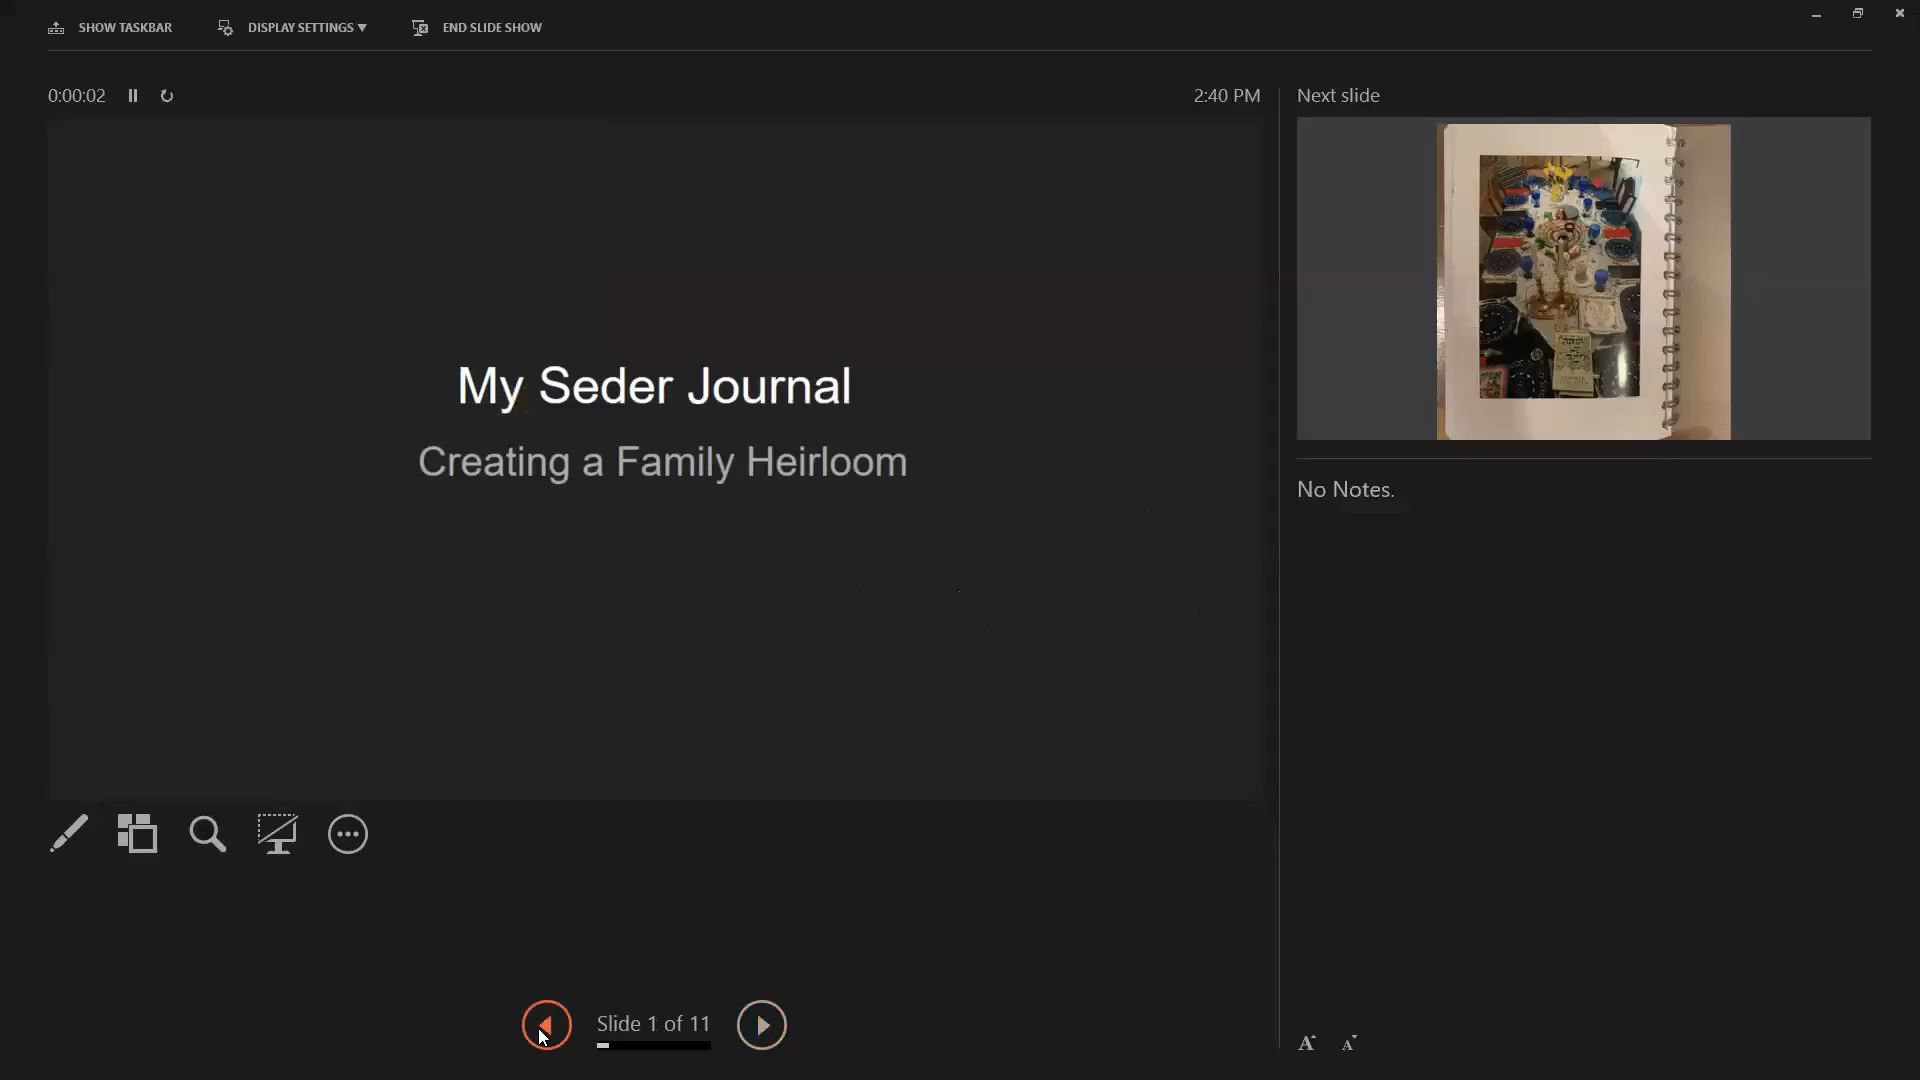 SHOW TASKBAR
DISPLAY SETTINGS ▼
END SLIDE SHOW
0:00:02
2:40 PM
Next slide
My Seder Journal
Creating a Family Heirloom
No Notes.
Slide 1 of 11
A A